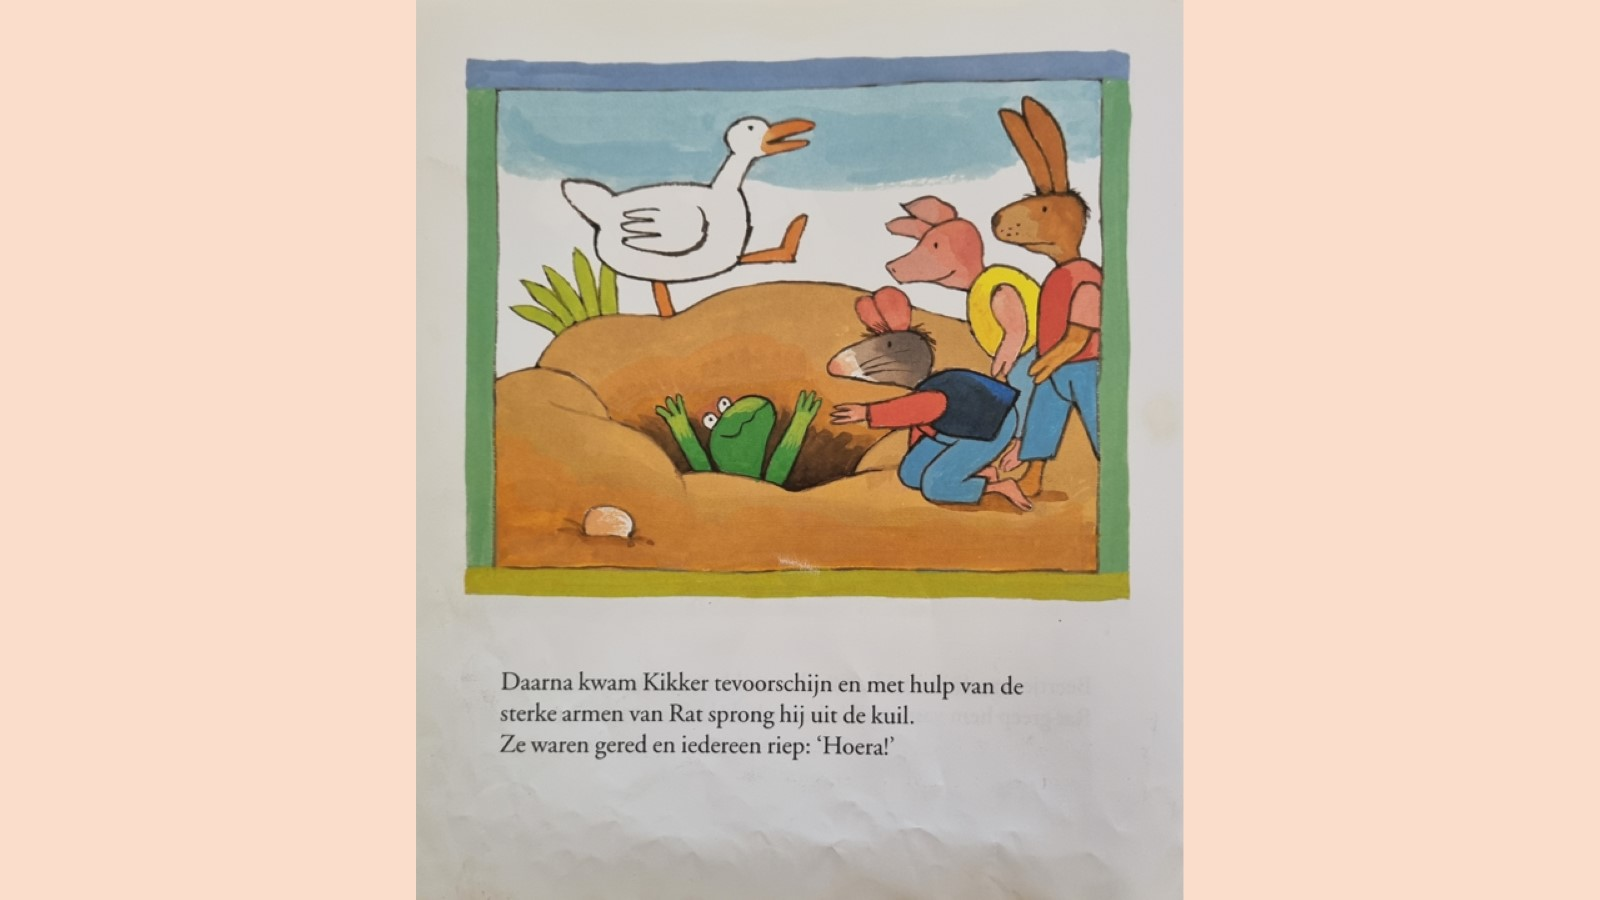 Daarna kwam Kikker tevoorschijn en met hulp van de
sterke armen van Rat sprong hij uit de kuil.
Ze waren gered en iedereen riep: ‘Hoera!’